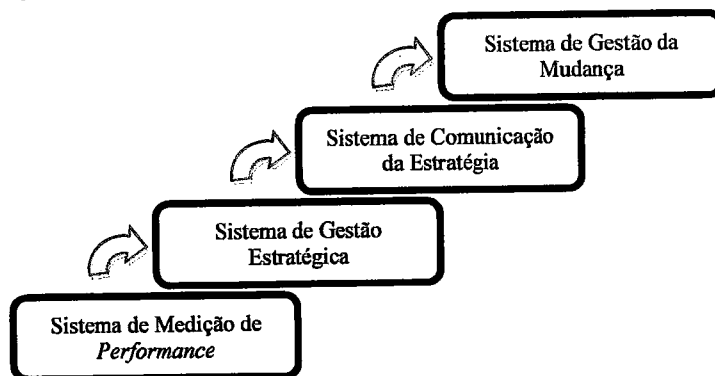 Sistema de Gestão da
Mudança
Sistema de Comunicação
da Estratégia
Sistema de Gestão
Estratégica
Sistema de Medição de
Performance